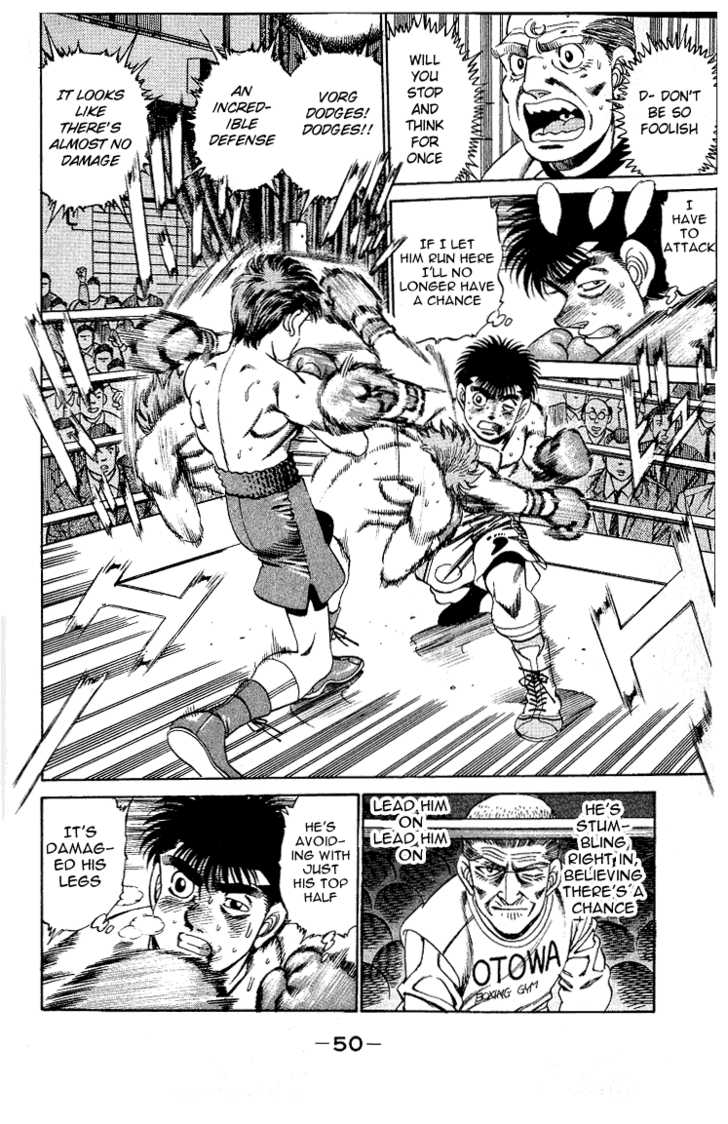 D- DON'T
BE SO
FOOLISH
WILL
YOU
STOP
AND
THINK
FOR
ONCE
I
HAVE
TO
ATTACK
IF I LET
HIM RUN HERE
I'LL NO
LONGER HAVE
A CHANCE
VORG
DODGES!
DODGES!!
AN
INCRED-
IBLE
DEFENSE
IT LOOKS
LIKE
THERE'S
ALMOST NO
DAMAGE
HE'S
STUM-
BLING
RIGHT IN,
BELIEVING
THERE'S A
CHANCE
LEAD HIM
ON
LEAD HIM
ON
OTOWA
BOXING GYM
HE'S
AVOID-
ING WITH
JUST
HIS TOP
HALF
IT'S
DAMAG-
ED HIS
LEGS
-50-